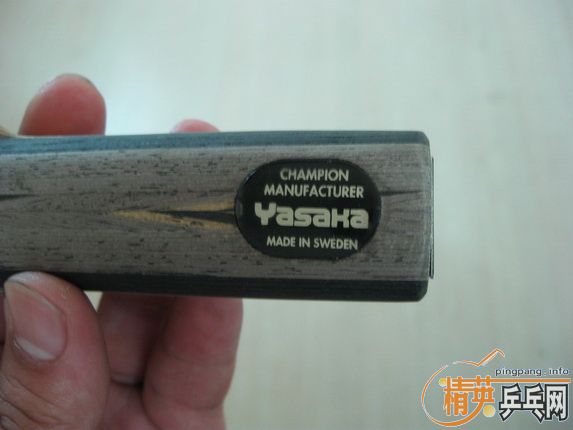 CHAMPION
MANUFACTURER
Yasaka
MADE IN SWEDEN
pingpang.info
精英乒乓网